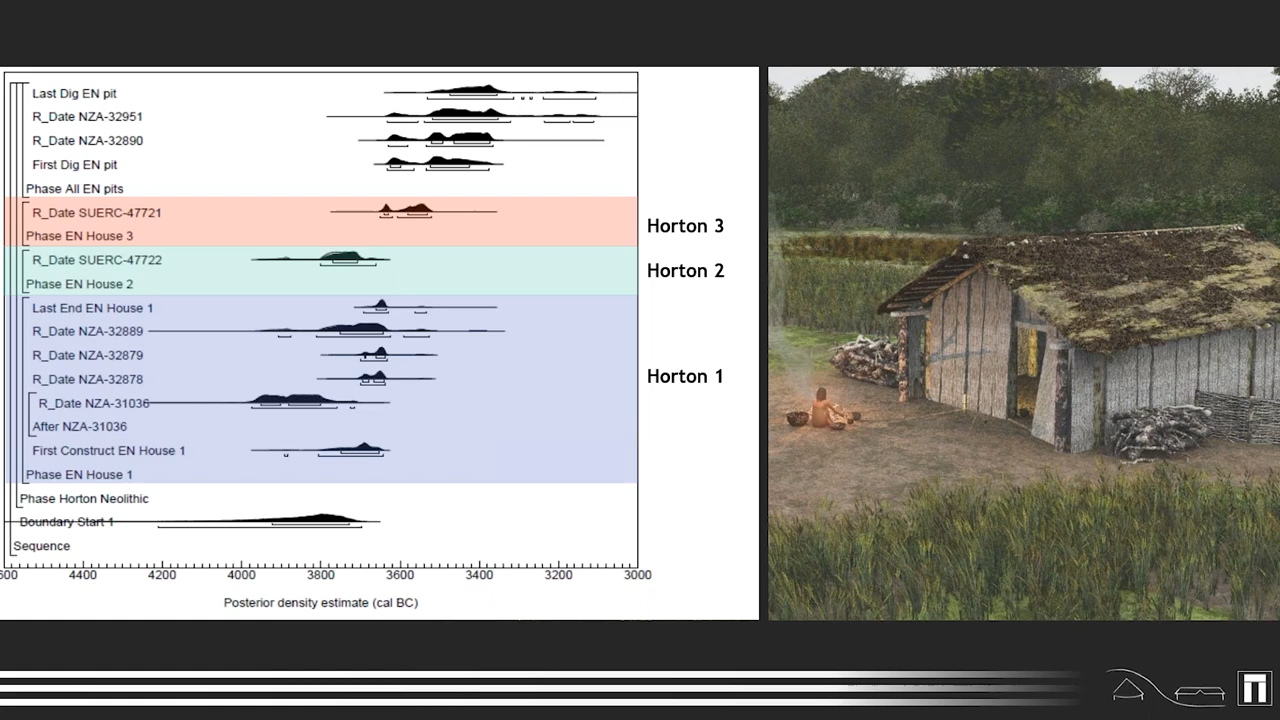 Last Dig EN pit
R_Date NZA-32951
R_Date NZA-32890
First Dig EN pit
Phase All EN pits
R_Date SUERC-47721
Phase EN House 3
Horton 3
R_Date SUERC-47722
Phase EN House 2
Horton 2
Last End EN House 1
R_Date NZA-32889
R_Date NZA-32879
R_Date NZA-32878
Horton 1
R_Date NZA-31036
After NZA-31036
First Construct EN House 1
Phase EN House 1
Phase Horton Neolithic
Boundary Start 1
Sequence
600 4400 4200 4000 3800 3600 3400 3200 3000
Posterior density estimate (cal BC)